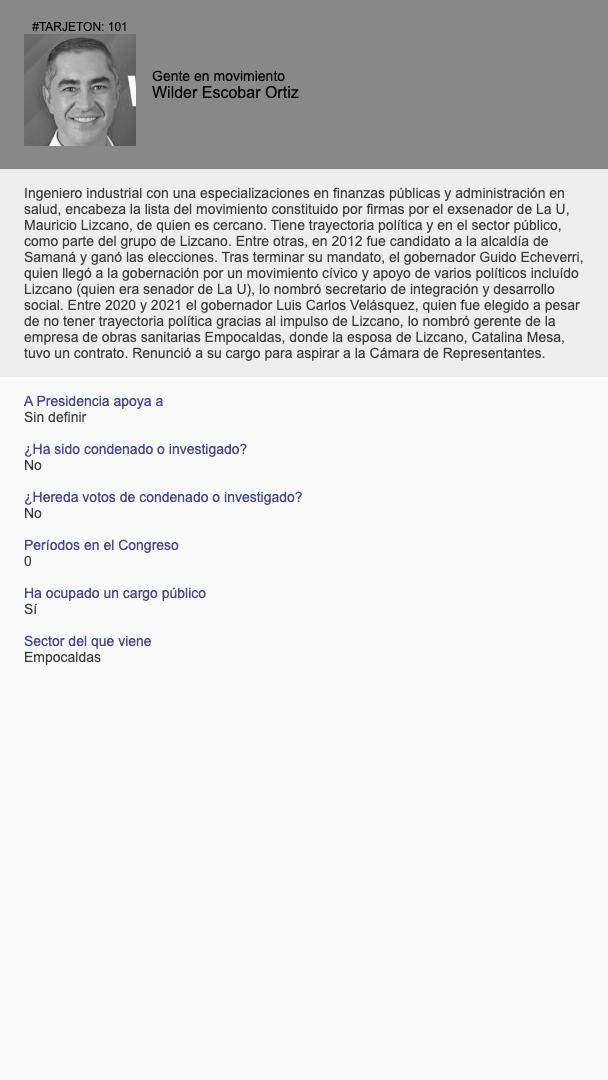 #TARJETON: 101
Gente en movimiento
Wilder Escobar Ortiz
Ingeniero industrial con una especializaciones en finanzas públicas y administración en
salud, encabeza la lista del movimiento constituido por firmas por el exsenador de La U,
Mauricio Lizcano, de quien es cercano. Tiene trayectoria política y en el sector público,
como parte del grupo de Lizcano. Entre otras, en 2012 fue candidato a la alcaldía de
Samaná y ganó las elecciones. Tras terminar su mandato, el gobernador Guido Echeverri,
quien llegó a la gobernación por un movimiento cívico y apoyo de varios políticos incluído
Lizcano (quien era senador de La U), lo nombró secretario de integración y desarrollo
social. Entre 2020 y 2021 el gobernador Luis Carlos Velásquez, quien fue elegido a pesar
de no tener trayectoria política gracias al impulso de Lizcano, lo nombró gerente de la
empresa de obras sanitarias Empocaldas, donde la esposa de Lizcano, Catalina Mesa,
tuvo un contrato. Renunció a su cargo para aspirar a la Cámara de Representantes.
A Presidencia apoya a
Sin definir
¿Ha sido condenado o investigado?
No
¿Hereda votos de condenado o investigado?
No
Períodos en el Congreso
0
Ha ocupado un cargo público
Sí
Sector del que viene
Empocaldas